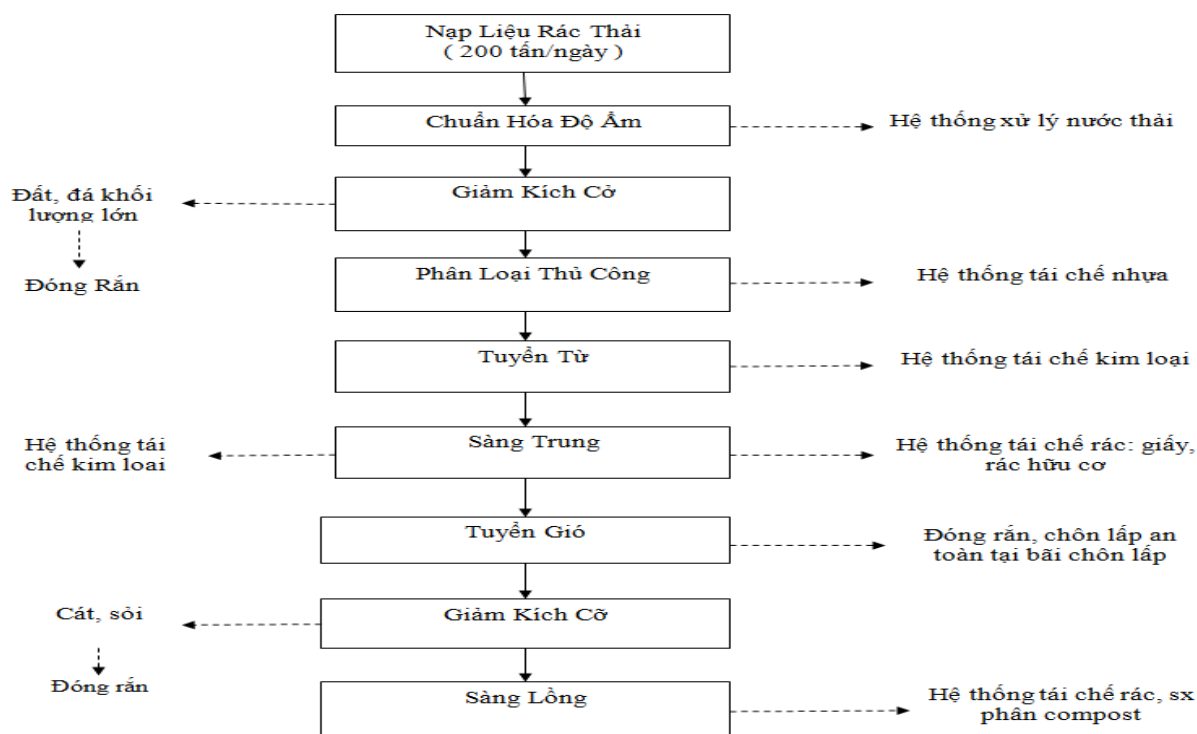 Nạp Liệu Rác Thải
( 200 tấn/ngày )
Chuẩn Hóa Độ Ẩm
Hệ thống xử lý nước thải
Giảm Kích Cở
Đất, đá khối
lượng lớn
Đóng Rắn
Phân Loại Thủ Công
Hệ thống tái chế nhựa
Tuyển Từ
Hệ thống tái chế kim loại
Sàng Trung
Hệ thống tái
chế kim loai
Hệ thống tái chế rác: giấy,
rác hữu cơ
Tuyển Gió
Đóng rắn, chôn lấp an
toàn tại bãi chôn lấp
Giảm Kích Cỡ
Cát, sỏi
Đóng rắn
Sàng Lồng
Hệ thống tái chế rác, sx
phân compost